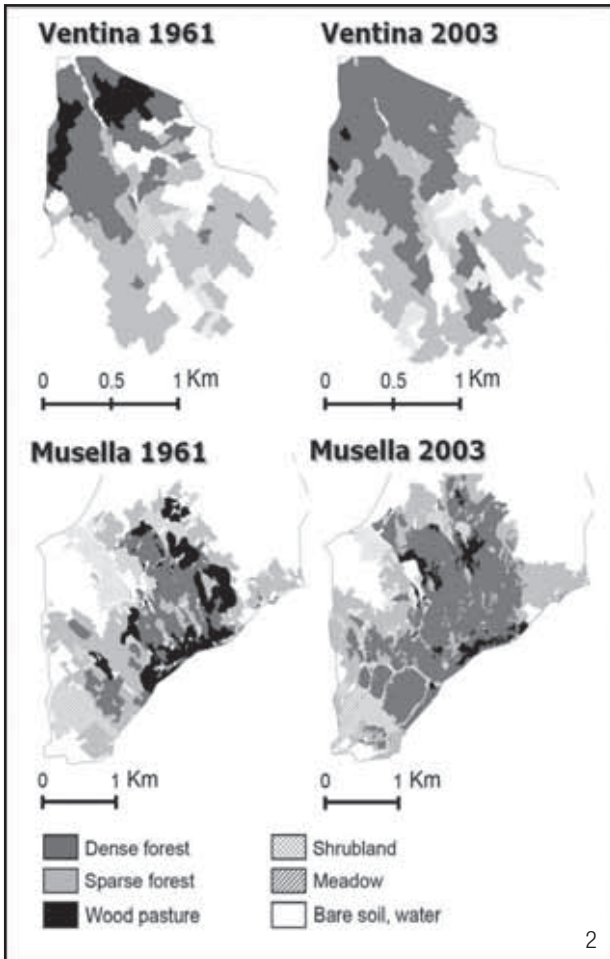 Ventina 1961 Ventina 2003
0 0.5 1 Km 0 0.5 1 Km
Musella 1961 Musella 2003
0 1 Km 0 1 Km
Dense forest Shrubland
Sparse forest Meadow
Wood pasture Bare soil, water
2